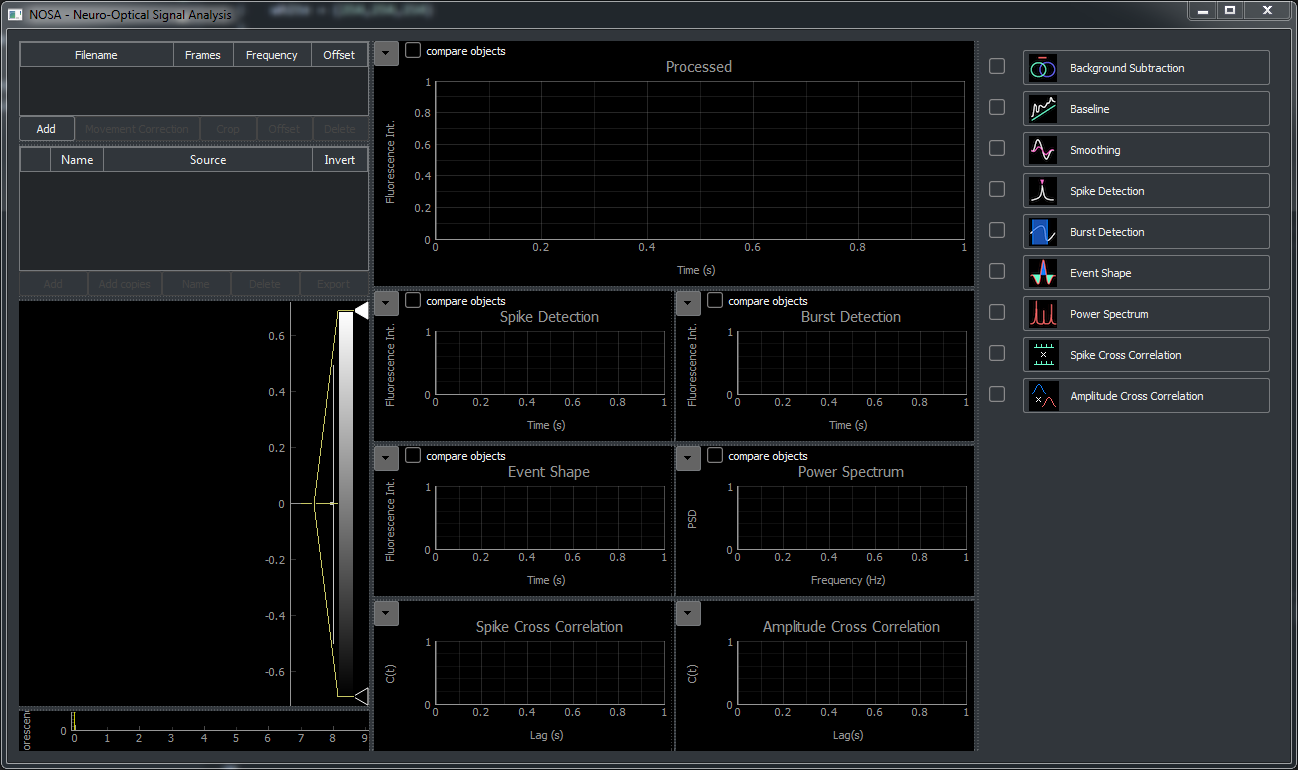 NOSA - Neuro-Optical Signal Analysis
Filename Frames Frequency Offset
Add Movement Correction Crop Offset Delete
Name Source Invert
Add Add copies Name Delete Export
0.6
0.4
0.2
0
-0.2
-0.4
-0.6
0
0 1 2 3 4 5 6 7 8 9
compare objects
Processed
Fluorescence Int.
1
0.8
0.6
0.4
0.2
0
0 0.2 0.4 0.6 0.8 1
Time (s)
compare objects
Spike Detection
Fluorescence Int.
1
0
0 0.2 0.4 0.6 0.8 1
Time (s)
compare objects
Burst Detection
Fluorescence Int.
1
0
0 0.2 0.4 0.6 0.8 1
Time (s)
compare objects
Event Shape
Fluorescence Int.
1
0
0 0.2 0.4 0.6 0.8 1
Time (s)
compare objects
Power Spectrum
PSD
1
0
0 0.2 0.4 0.6 0.8 1
Frequency (Hz)
Spike Cross Correlation
C(t)
1
0
0 0.2 0.4 0.6 0.8 1
Lag (s)
Amplitude Cross Correlation
C(t)
1
0
0 0.2 0.4 0.6 0.8 1
Lag(s)
Background Subtraction
Baseline
Smoothing
Spike Detection
Burst Detection
Event Shape
Power Spectrum
Spike Cross Correlation
Amplitude Cross Correlation